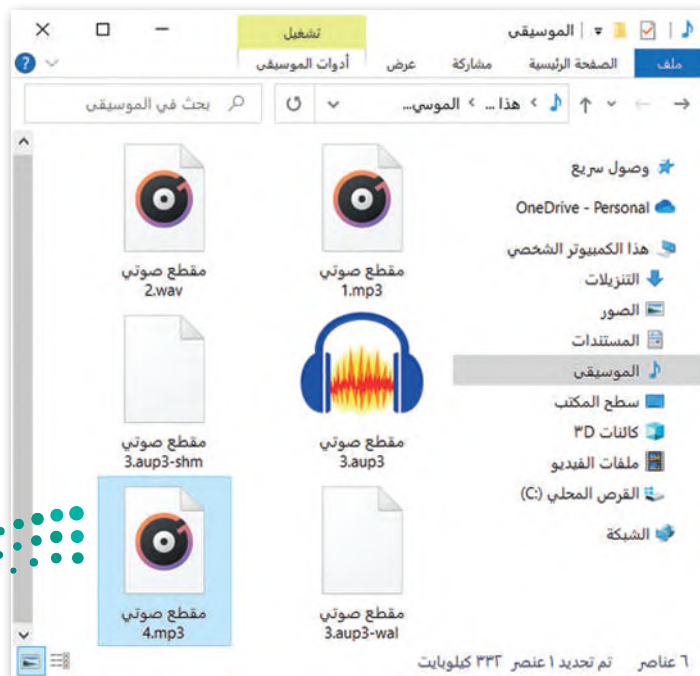 الموسيقى
تشغيل
ملف
الصفحة الرئيسية
مشاركة
عرض
أدوات الموسيقى
هذا ...
الموسي...
بحث في الموسيقى
وصول سريع
OneDrive - Personal
هذا الكمبيوتر الشخصي
التنزيلات
الصور
المستندات
الموسيقى
سطح المكتب
كائنات ٣D
ملفات الفيديو
القرص المحلي (C:)
الشبكة
مقطع صوتي
1.mp3
مقطع صوتي
2.wav
مقطع صوتي
3.aup3
مقطع صوتي
3.aup3-shm
مقطع صوتي
3.aup3-wal
مقطع صوتي
4.mp3
٦ عناصر
تم تحديد ١ عنصر ٣٣٢ كيلوبايت